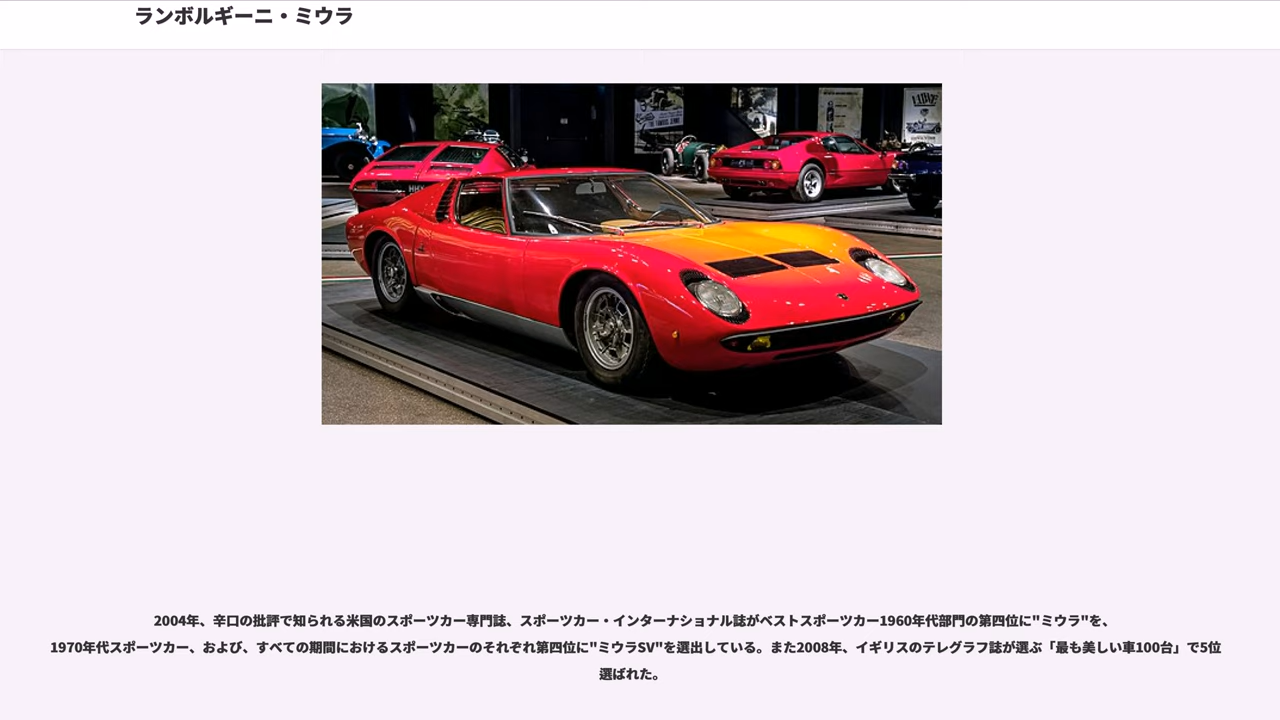 ランボルギーニ・ミウラ
2004年、辛口の批評で知られる米国のスポーツカー専門誌、スポーツカー・インターナショナル誌がベストスポーツカー1960年代部門の第四位に"ミウラ"を、
1970年代スポーツカー、および、すべての期間におけるスポーツカーのそれぞれ第四位に"ミウラSV"を選出している。また2008年、イギリスのテレグラフ誌が選ぶ「最も美しい車100台」で5位
選ばれた。